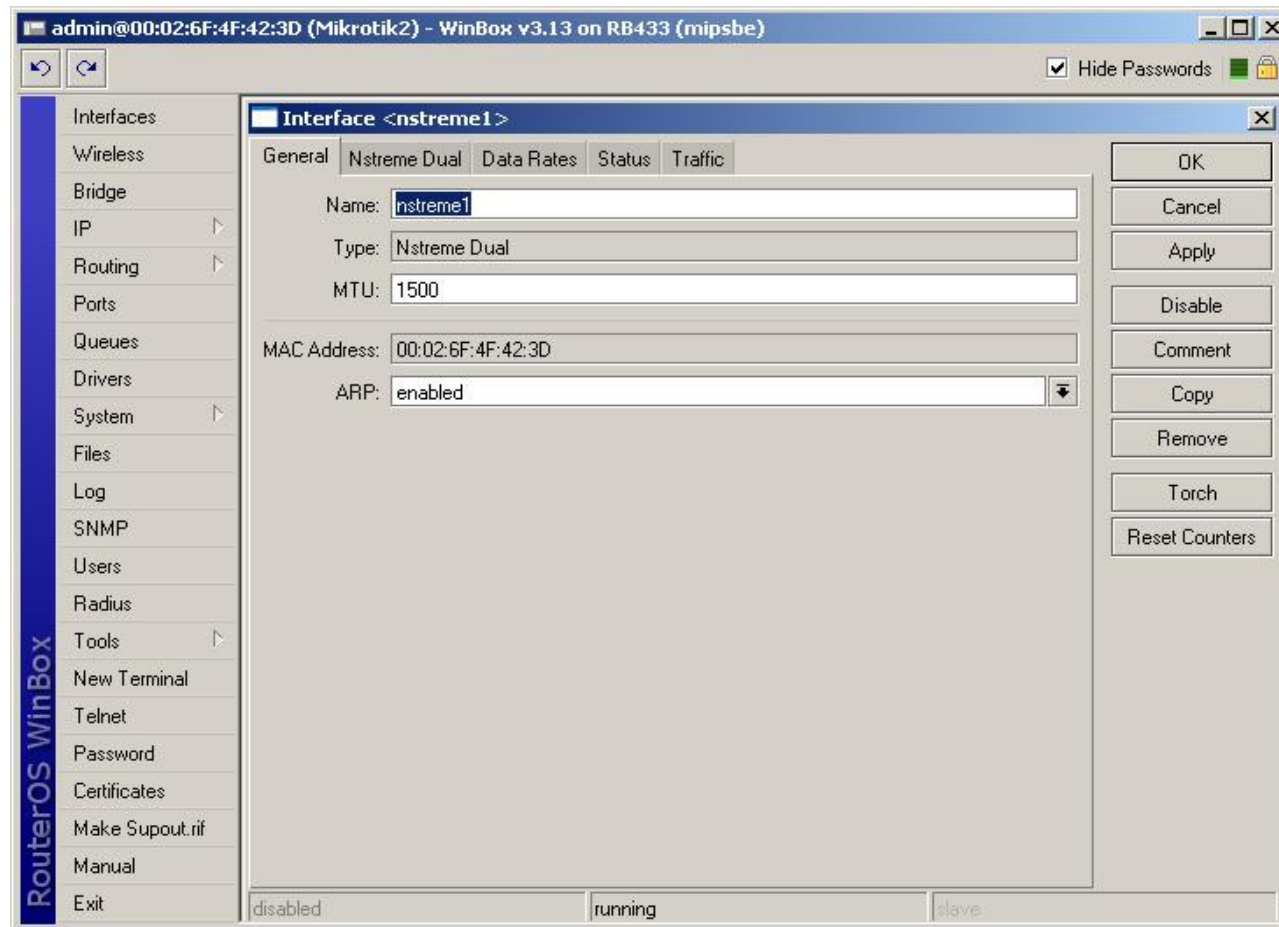 admin@00:02:6F:4F:42:3D (Mikrotik2) - WinBox v3.13 on RB433 (mipsbe)
Hide Passwords
RouterOS WinBox
Interfaces
Wireless
Bridge
IP
Routing
Ports
Queues
Drivers
System
Files
Log
SNMP
Users
Radius
Tools
New Terminal
Telnet
Password
Certificates
Make Supout.rif
Manual
Exit
Interface <nstreme1>
General Nstreme Dual Data Rates Status Traffic
Name: nstreme1
Type: Nstreme Dual
MTU: 1500
MAC Address: 00:02:6F:4F:42:3D
ARP: enabled
OK
Cancel
Apply
Disable
Comment
Copy
Remove
Torch
Reset Counters
disabled running slave